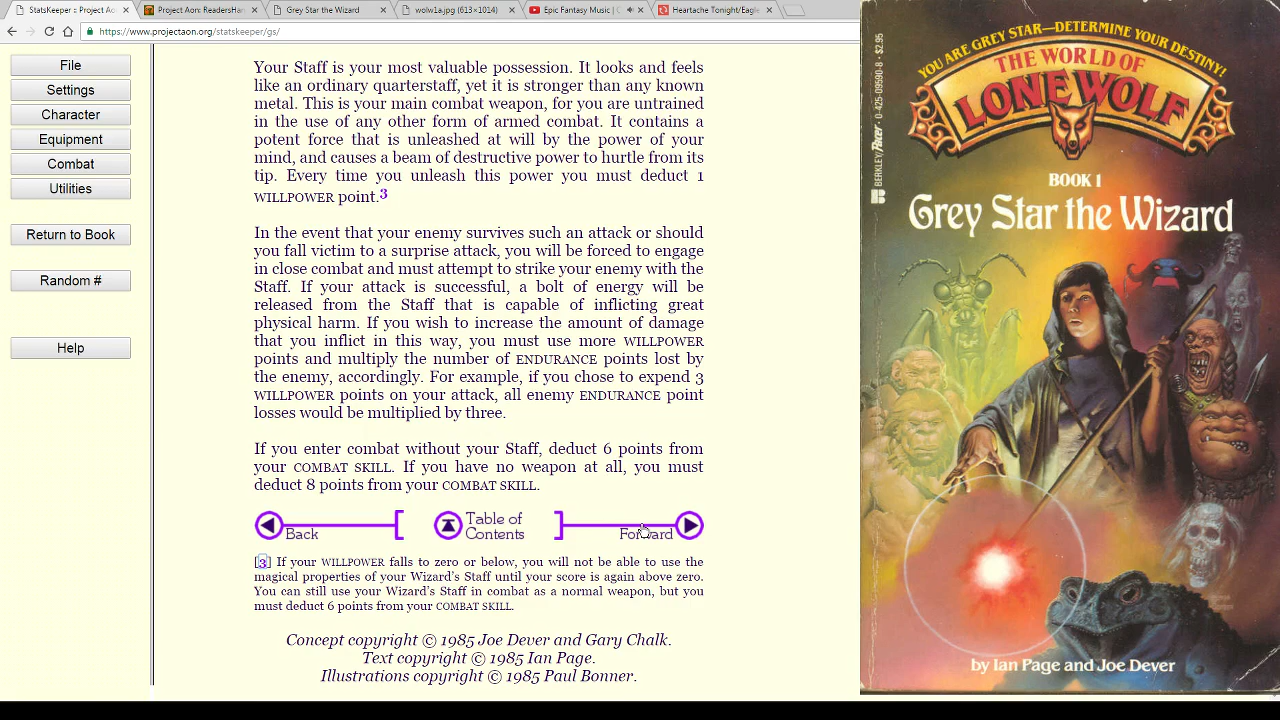 StatsKeeper :: Project Ao
Project Aon: ReadersHan
Grey Star the Wizard
wolw1a.jpg (613×1014)
Epic Fantasy Music |
Heartache Tonight/Eagle
https://www.projectaon.org/statskeeper/gs/
File
Settings
Character
Equipment
Combat
Utilities
Return to Book
Random #
Help
Your Staff is your most valuable possession. It looks and feels
like an ordinary quarterstaff, yet it is stronger than any known
metal. This is your main combat weapon, for you are untrained
in the use of any other form of armed combat. It contains a
potent force that is unleashed at will by the power of your
mind, and causes a beam of destructive power to hurtle from its
tip. Every time you unleash this power you must deduct 1
WILLPOWER point.3
In the event that your enemy survives such an attack or should
you fall victim to a surprise attack, you will be forced to engage
in close combat and must attempt to strike your enemy with the
Staff. If your attack is successful, a bolt of energy will be
released from the Staff that is capable of inflicting great
physical harm. If you wish to increase the amount of damage
that you inflict in this way, you must use more WILLPOWER
points and multiply the number of ENDURANCE points lost by
the enemy, accordingly. For example, if you chose to expend 3
WILLPOWER points on your attack, all enemy ENDURANCE point
losses would be multiplied by three.
If you enter combat without your Staff, deduct 6 points from
your COMBAT SKILL. If you have no weapon at all, you must
deduct 8 points from your COMBAT SKILL.
Back
Table of
Contents
Forward
[3] If your WILLPOWER falls to zero or below, you will not be able to use the
magical properties of your Wizard's Staff until your score is again above zero.
You can still use your Wizard's Staff in combat as a normal weapon, but you
must deduct 6 points from your COMBAT SKILL.
Concept copyright © 1985 Joe Dever and Gary Chalk.
Text copyright © 1985 Ian Page.
Illustrations copyright © 1985 Paul Bonner.
BERKLEY/Pacer • 0-425-09590-8 • $2.95
YOU ARE GREY STAR—DETERMINE YOUR DESTINY!
THE WORLD OF
LONE WOLF
BOOK 1
Grey Star the Wizard
by Ian Page and Joe Dever